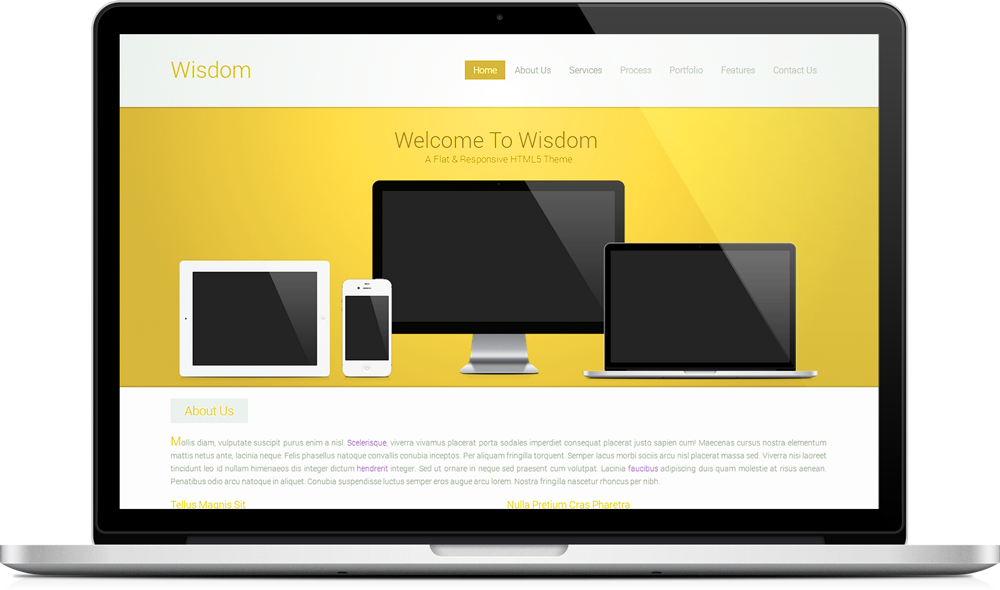 Wisdom
Home About Us Services Process Portfolio Features Contact Us
Welcome To Wisdom
A Flat & Responsive HTML5 Theme
About Us
Mollis diam, vulputate suscipit purus enim a nisl. Scelerisque, viverra vivamus placerat porta sodales imperdiet consequat placerat justo sapien cum! Maecenas cursus nostra elementum
mattis netus ante, lacinia neque. Felis phasellus natoque convallis conubia inceptos. Per aliquam fringilla torquent. Semper lacus morbi sociis arcu nisl placerat massa sed. Viverra nisi laoreet
tincidunt leo id nullam himenaeos dis integer dictum hendrerit integer. Sed ut ornare in neque sed praesent cum volutpat. Lacinia faucibus adipiscing duis quam molestie at risus aenean.
Penatibus odio arcu natoque in aliquet. Conubia suspendisse luctus semper eros augue arcu lorem. Nostra fringilla nascetur rhoncus per nibh.
Tellus Magnis Sit Nulla Pretium Cras Pharetra